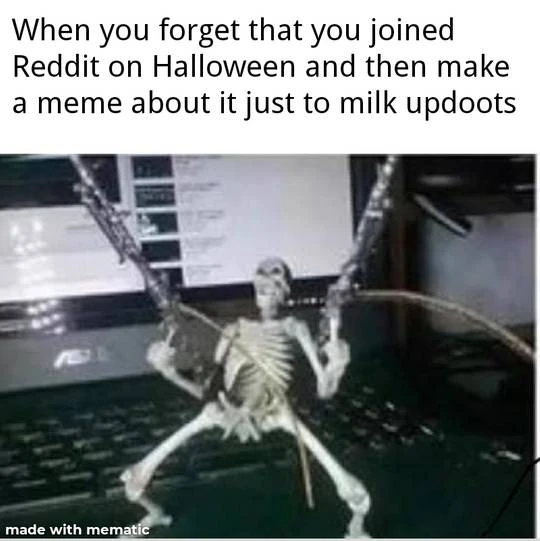 When you forget that you joined
Reddit on Halloween and then make
a meme about it just to milk updoots
made with mematic